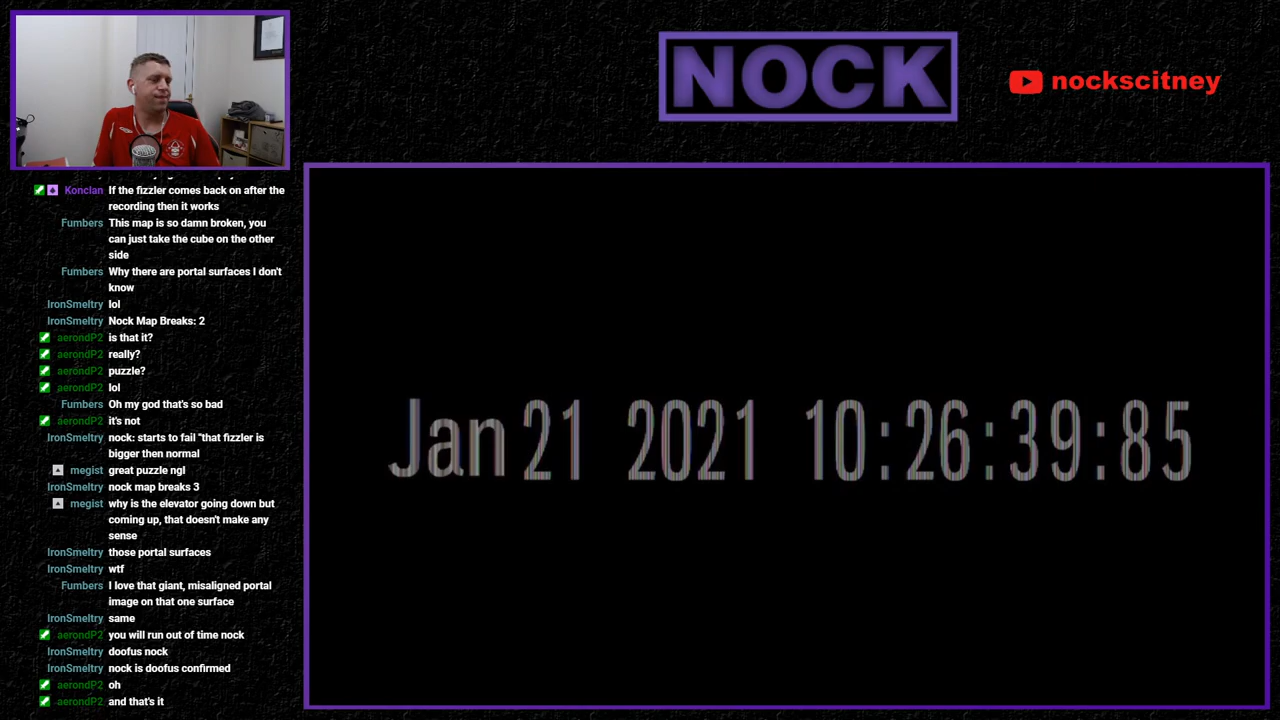 NOCK
nockscitney
Konclan If the fizzler comes back on after the
recording then it works
Fumbers This map is so damn broken, you
can just take the cube on the other
side
Fumbers Why there are portal surfaces I don't
know
IronSmeltry lol
IronSmeltry Nock Map Breaks: 2
aerondP2 is that it?
aerondP2 really?
aerondP2 puzzle?
aerondP2 lol
Fumbers Oh my god that's so bad
aerondP2 it's not
IronSmeltry nock: starts to fail "that fizzler is
bigger then normal
megist great puzzle ngl
IronSmeltry nock map breaks 3
megist why is the elevator going down but
coming up, that doesn't make any
sense
IronSmeltry those portal surfaces
IronSmeltry wtf
Fumbers I love that giant, misaligned portal
image on that one surface
IronSmeltry same
aerondP2 you will run out of time nock
IronSmeltry doofus nock
IronSmeltry nock is doofus confirmed
aerondP2 oh
aerondP2 and that's it
Jan 21 2021 10:26:39:85